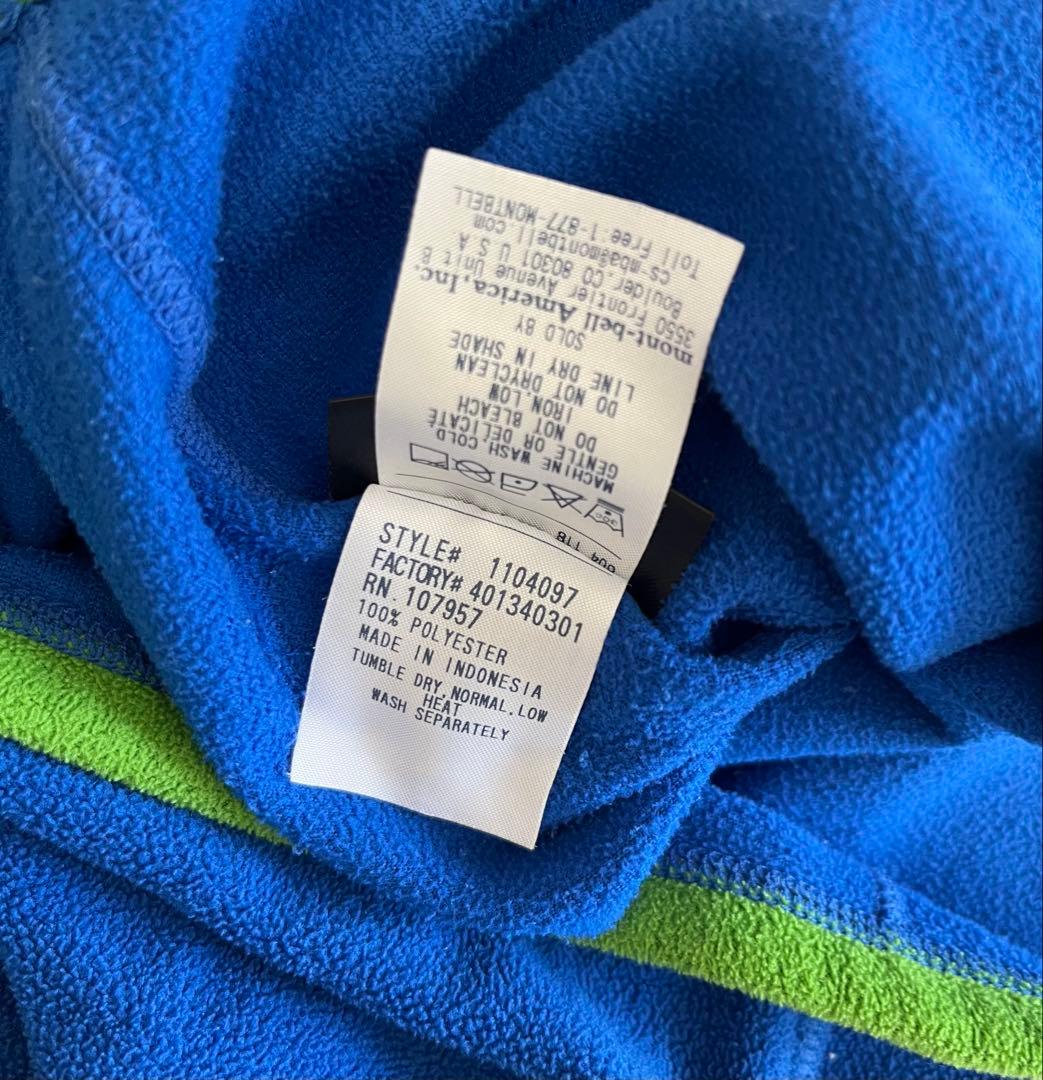 STYLE# 1104097
FACTORY# 401340301
RN.107957
100% POLYESTER
MADE IN INDONESIA
TUMBLE DRY,NORMAL,LOW
HEAT
WASH SEPARATELY
MACHINE WASH COLD
GENTLE OR DELICATE
DO NOT BLEACH
IRON,LOW
DO NOT DRYCLEAN
LINE DRY IN SHADE
SOLD BY
mont-bell America,Inc.
3550 Frontier Avenue Unit B
Boulder,CO 80301 U S A
cs-mba@montbell.com
Toll Free:1-877-MONTBELL